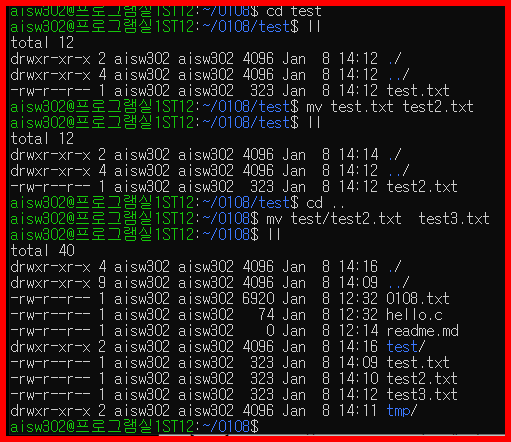 aisw302@프로그램실1ST12:~/0108$ cd test
aisw302@프로그램실1ST12:~/0108/test$ ll
total 12
drwxr-xr-x 2 aisw302 aisw302 4096 Jan  8 14:12 ./
drwxr-xr-x 4 aisw302 aisw302 4096 Jan  8 14:12 ../
-rw-r--r-- 1 aisw302 aisw302  323 Jan  8 14:12 test.txt
aisw302@프로그램실1ST12:~/0108/test$ mv test.txt test2.txt
aisw302@프로그램실1ST12:~/0108/test$ ll
total 12
drwxr-xr-x 2 aisw302 aisw302 4096 Jan  8 14:14 ./
drwxr-xr-x 4 aisw302 aisw302 4096 Jan  8 14:12 ../
-rw-r--r-- 1 aisw302 aisw302  323 Jan  8 14:12 test2.txt
aisw302@프로그램실1ST12:~/0108/test$ cd ..
aisw302@프로그램실1ST12:~/0108$ mv test/test2.txt  test3.txt
aisw302@프로그램실1ST12:~/0108$ ll
total 40
drwxr-xr-x 4 aisw302 aisw302 4096 Jan  8 14:16 ./
drwxr-xr-x 9 aisw302 aisw302 4096 Jan  8 14:09 ../
-rw-r--r-- 1 aisw302 aisw302 6920 Jan  8 12:32 0108.txt
-rw-r--r-- 1 aisw302 aisw302   74 Jan  8 12:32 hello.c
-rw-r--r-- 1 aisw302 aisw302    0 Jan  8 12:14 readme.md
drwxr-xr-x 2 aisw302 aisw302 4096 Jan  8 14:16 test/
-rw-r--r-- 1 aisw302 aisw302  323 Jan  8 14:09 test.txt
-rw-r--r-- 1 aisw302 aisw302  323 Jan  8 14:10 test2.txt
-rw-r--r-- 1 aisw302 aisw302  323 Jan  8 14:12 test3.txt
drwxr-xr-x 2 aisw302 aisw302 4096 Jan  8 14:11 tmp/
aisw302@프로그램실1ST12:~/0108$